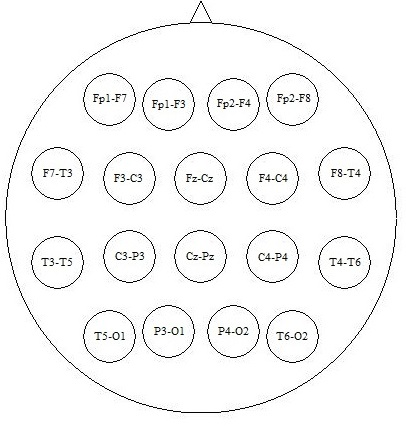 Fp1-F7 Fp1-F3 Fp2-F4 Fp2-F8
F7-T3 F3-C3 Fz-Cz F4-C4 F8-T4
T3-T5 C3-P3 Cz-Pz C4-P4 T4-T6
T5-O1 P3-O1 P4-O2 T6-O2